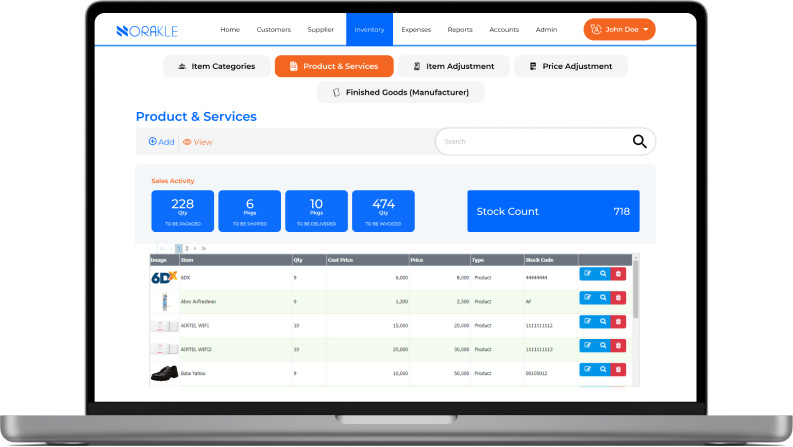 NORAKLE
Home Customers Supplier Inventory Expenses Reports Accounts Admin John Doe
Item Categories Product & Services Item Adjustment Price Adjustment
Finished Goods (Manufacturer)
Product & Services
Add View Search
Sales Activity
228 6 10 474
Qty Pkgs Pkgs Qty
TO BE PACKGED TO BE SHIPPED TO BE DELIVERED TO BE INVOICED
Stock Count 718
1 2
Image Item Qty Cost Price Price Type Stock Code
6DX 6DX 9 6,000 8,000 Product 44444444
Abro Airfreshner 9 1,200 2,500 Product AF
AIRTEL WIFI 10 15,000 20,000 Product 1111111112
AIRTEL WIFI2 10 20,000 30,000 Product 1111111113
Bata Yahoo 9 10,000 50,000 Product 00100012